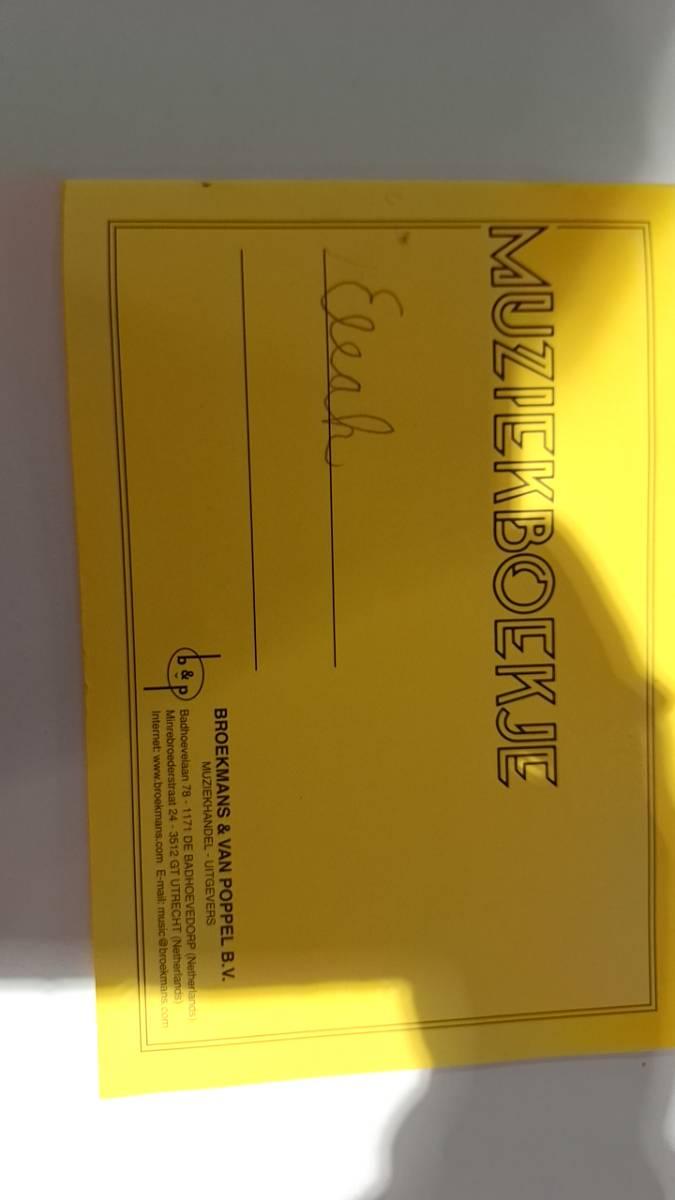 MUZIEKBOEKJE
Eleah
b & p
BROEKMANS & VAN POPPEL B.V.
MUZIEKHANDEL - UITGEVERS
Badhoevelaan 78 - 1171 DE BADHOEVEDORP (Netherlands)
Minrebroederstraat 24 - 3512 GT UTRECHT (Netherlands)
Internet: www.broekmans.com E-mail: music@broekmans.com